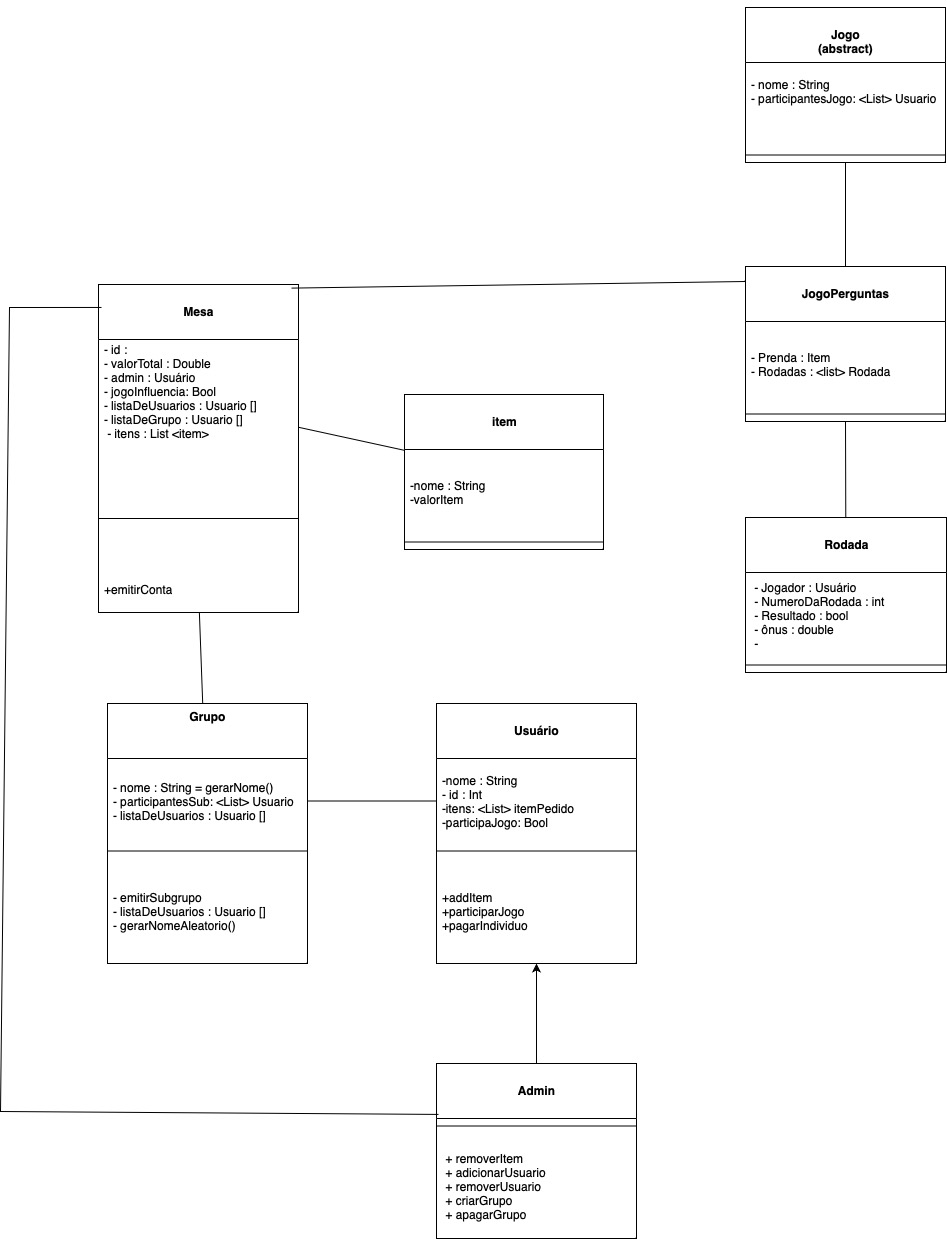 Jogo
(abstract)
- nome : String
- participantesJogo: <List> Usuario
JogoPerguntas
- Prenda : Item
- Rodadas : <list> Rodada
Mesa
- id :
- valorTotal : Double
- admin : Usuário
- jogoInfluencia: Bool
- listaDeUsuarios : Usuario []
- listaDeGrupo : Usuario []
- itens : List <item>
+emitirConta
item
-nome : String
-valorItem
Rodada
- Jogador : Usuário
- NumeroDaRodada : int
- Resultado : bool
- ônus : double
-
Grupo
- nome : String = gerarNome()
- participantesSub: <List> Usuario
- listaDeUsuarios : Usuario []
- emitirSubgrupo
- listaDeUsuarios : Usuario []
- gerarNomeAleatorio()
Usuário
-nome : String
- id : Int
-itens: <List> itemPedido
-participaJogo: Bool
+addItem
+participarJogo
+pagarIndividuo
Admin
+ removerItem
+ adicionarUsuario
+ removerUsuario
+ criarGrupo
+ apagarGrupo